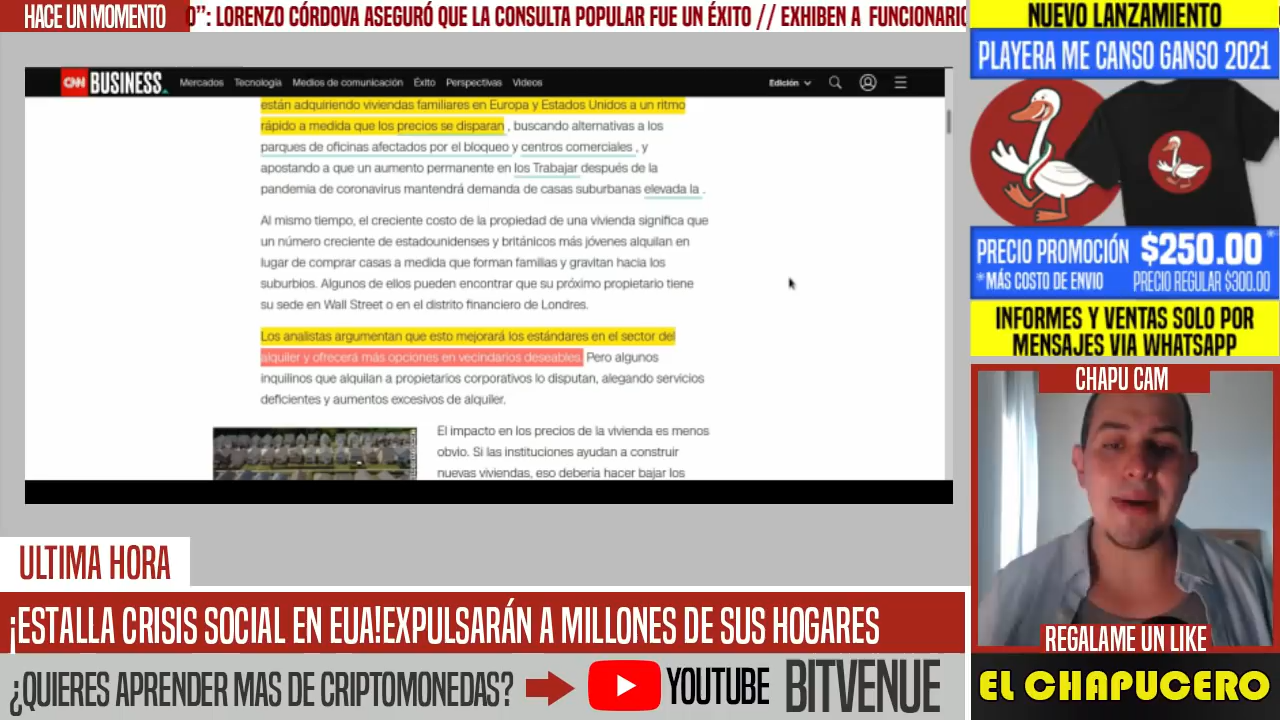 HACE UN MOMENTO
O”: LORENZO CÓRDOVA ASEGURÓ QUE LA CONSULTA POPULAR FUE UN ÉXITO // EXHIBEN A FUNCIONARIO
CNN BUSINESS Mercados Tecnología Medios de comunicación Éxito Perspectivas Videos Edición
están adquiriendo viviendas familiares en Europa y Estados Unidos a un ritmo
rápido a medida que los precios se disparan , buscando alternativas a los
parques de oficinas afectados por el bloqueo y centros comerciales , y
apostando a que un aumento permanente en los Trabajar después de la
pandemia de coronavirus mantendrá demanda de casas suburbanas elevada la .
Al mismo tiempo, el creciente costo de la propiedad de una vivienda significa que
un número creciente de estadounidenses y británicos más jóvenes alquilan en
lugar de comprar casas a medida que forman familias y gravitan hacia los
suburbios. Algunos de ellos pueden encontrar que su próximo propietario tiene
su sede en Wall Street o en el distrito financiero de Londres.
Los analistas argumentan que esto mejorará los estándares en el sector del
alquiler y ofrecerá más opciones en vecindarios deseables. Pero algunos
inquilinos que alquilan a propietarios corporativos lo disputan, alegando servicios
deficientes y aumentos excesivos de alquiler.
El impacto en los precios de la vivienda es menos
obvio. Si las instituciones ayudan a construir
nuevas viviendas, eso debería hacer bajar los
NUEVO LANZAMIENTO
PLAYERA ME CANSO GANSO 2021
PRECIO PROMOCIÓN $250.00 *
*MÁS COSTO DE ENVIO PRECIO REGULAR $300.00
INFORMES Y VENTAS SOLO POR
MENSAJES VIA WHATSAPP
CHAPU CAM
REGALAME UN LIKE
EL CHAPUCERO
ULTIMA HORA
¡ESTALLA CRISIS SOCIAL EN EUA!EXPULSARÁN A MILLONES DE SUS HOGARES
¿QUIERES APRENDER MAS DE CRIPTOMONEDAS? YOUTUBE BITVENUE